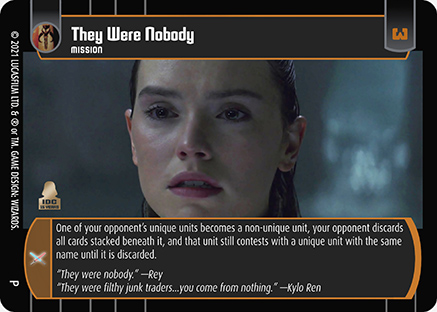 They Were Nobody
MISSION
3
© 2021 LUCASFILM LTD. & ® OR TM. GAME DESIGN: WIZARDS.
P
IDC
One of your opponent's unique units becomes a non-unique unit, your opponent discards
all cards stacked beneath it, and that unit still contests with a unique unit with the same
name until it is discarded.
"They were nobody." —Rey
"They were filthy junk traders...you come from nothing." —Kylo Ren